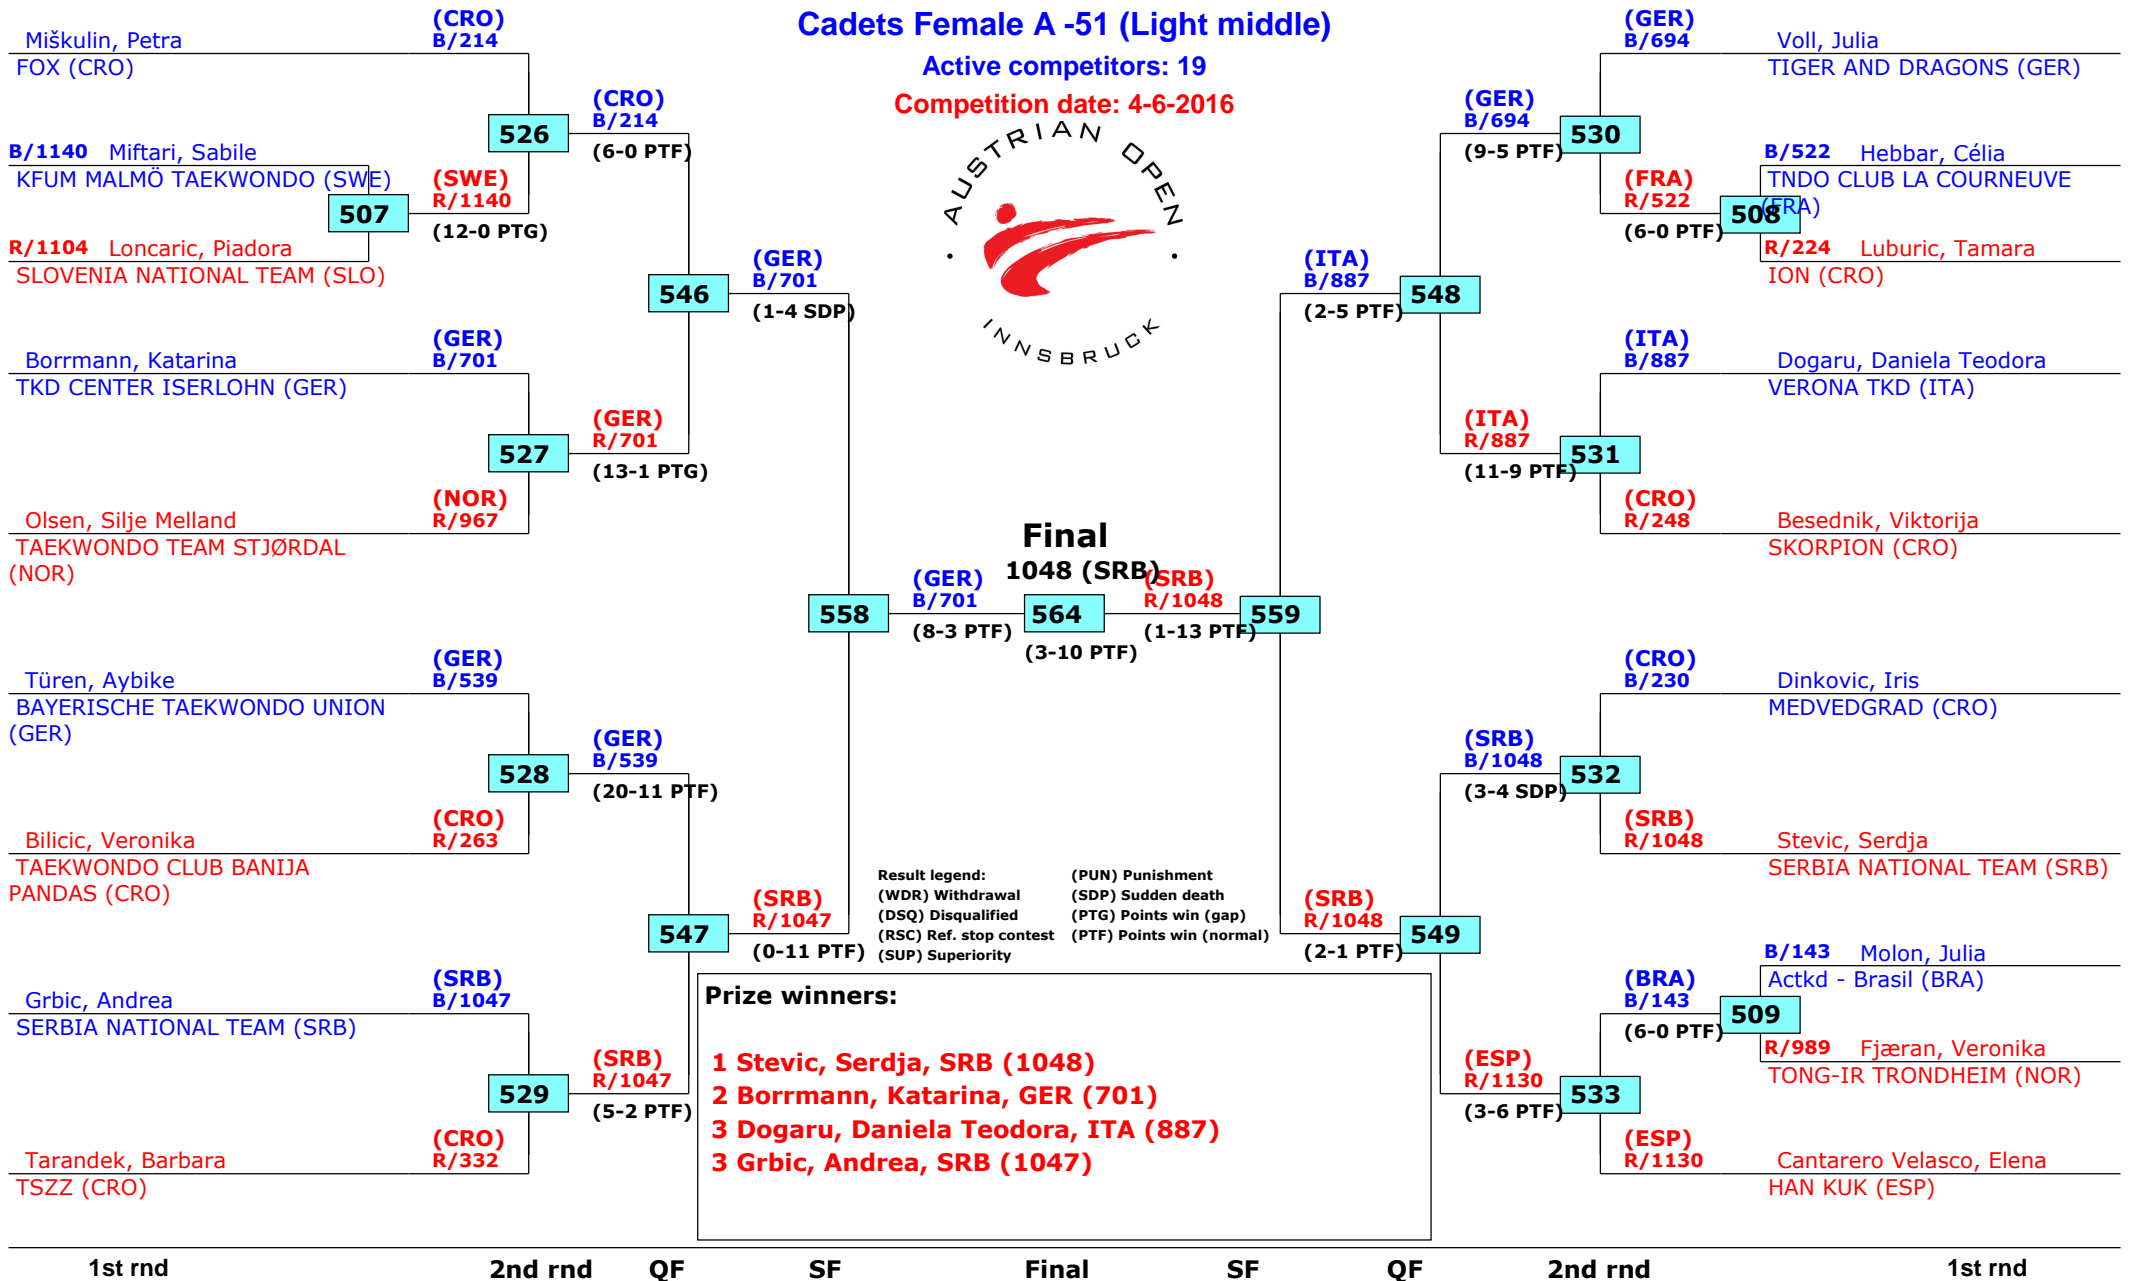 Cadets Female A -51 (Light middle)
Active competitors: 19
Competition date: 4-6-2016
AUSTRIAN OPEN
INNSBRUCK
Miškulin, Petra
FOX (CRO)
(CRO)
B/214
B/1140 Miftari, Sabile
KFUM MALMÖ TAEKWONDO (SWE)
507
R/1104 Loncaric, Piadora
SLOVENIA NATIONAL TEAM (SLO)
(SWE)
R/1140
(12-0 PTG)
526
(CRO)
B/214
(6-0 PTF)
Borrmann, Katarina
TKD CENTER ISERLOHN (GER)
(GER)
B/701
527
Olsen, Silje Melland
TAEKWONDO TEAM STJØRDAL
(NOR)
(NOR)
R/967
(GER)
R/701
(13-1 PTG)
546
(GER)
B/701
(1-4 SDP)
Türen, Aybike
BAYERISCHE TAEKWONDO UNION
(GER)
(GER)
B/539
528
Bilicic, Veronika
TAEKWONDO CLUB BANIJA
PANDAS (CRO)
(CRO)
R/263
(GER)
B/539
(20-11 PTF)
547
(SRB)
R/1047
(0-11 PTF)
Grbic, Andrea
SERBIA NATIONAL TEAM (SRB)
(SRB)
B/1047
529
Tarandek, Barbara
TSZZ (CRO)
(CRO)
R/332
(SRB)
R/1047
(5-2 PTF)
558
(GER)
B/701
(8-3 PTF)
Final
1048 (SRB)
564
(3-10 PTF)
(SRB)
R/1048
(1-13 PTF)
559
(GER)
B/694
Voll, Julia
TIGER AND DRAGONS (GER)
(GER)
B/694
(9-5 PTF)
530
B/522 Hebbar, Célia
TNDO CLUB LA COURNEUVE
(FRA)
(FRA)
R/522
(6-0 PTF)
508
R/224 Luburic, Tamara
ION (CRO)
(ITA)
B/887
(2-5 PTF)
548
(ITA)
B/887
Dogaru, Daniela Teodora
VERONA TKD (ITA)
(ITA)
R/887
(11-9 PTF)
531
(CRO)
R/248
Besednik, Viktorija
SKORPION (CRO)
(CRO)
B/230
Dinkovic, Iris
MEDVEDGRAD (CRO)
(SRB)
B/1048
(3-4 SDP)
532
(SRB)
R/1048
Stevic, Serdja
SERBIA NATIONAL TEAM (SRB)
(SRB)
R/1048
(2-1 PTF)
549
B/143 Molon, Julia
Actkd - Brasil (BRA)
(BRA)
B/143
(6-0 PTF)
509
R/989 Fjæran, Veronika
TONG-IR TRONDHEIM (NOR)
(ESP)
R/1130
(3-6 PTF)
533
(ESP)
R/1130
Cantarero Velasco, Elena
HAN KUK (ESP)
Result legend:
(WDR) Withdrawal
(DSQ) Disqualified
(RSC) Ref. stop contest
(SUP) Superiority
(PUN) Punishment
(SDP) Sudden death
(PTG) Points win (gap)
(PTF) Points win (normal)
Prize winners:
1 Stevic, Serdja, SRB (1048)
2 Borrmann, Katarina, GER (701)
3 Dogaru, Daniela Teodora, ITA (887)
3 Grbic, Andrea, SRB (1047)
1st rnd 2nd rnd QF SF Final SF QF 2nd rnd 1st rnd